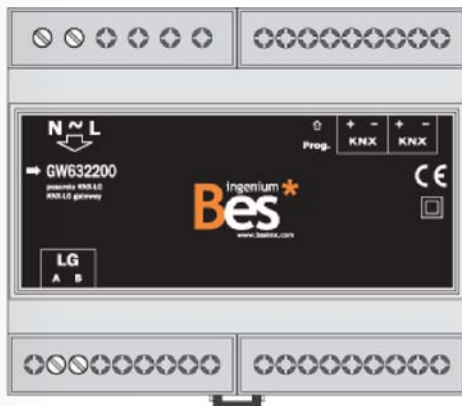 N ~ L
Prog.
+ - + -
KNX KNX
GW632200
pasarela KNX-LG
KNX-LG gateway
CE
ingenium
Bes*
www.besknx.com
LG
A B